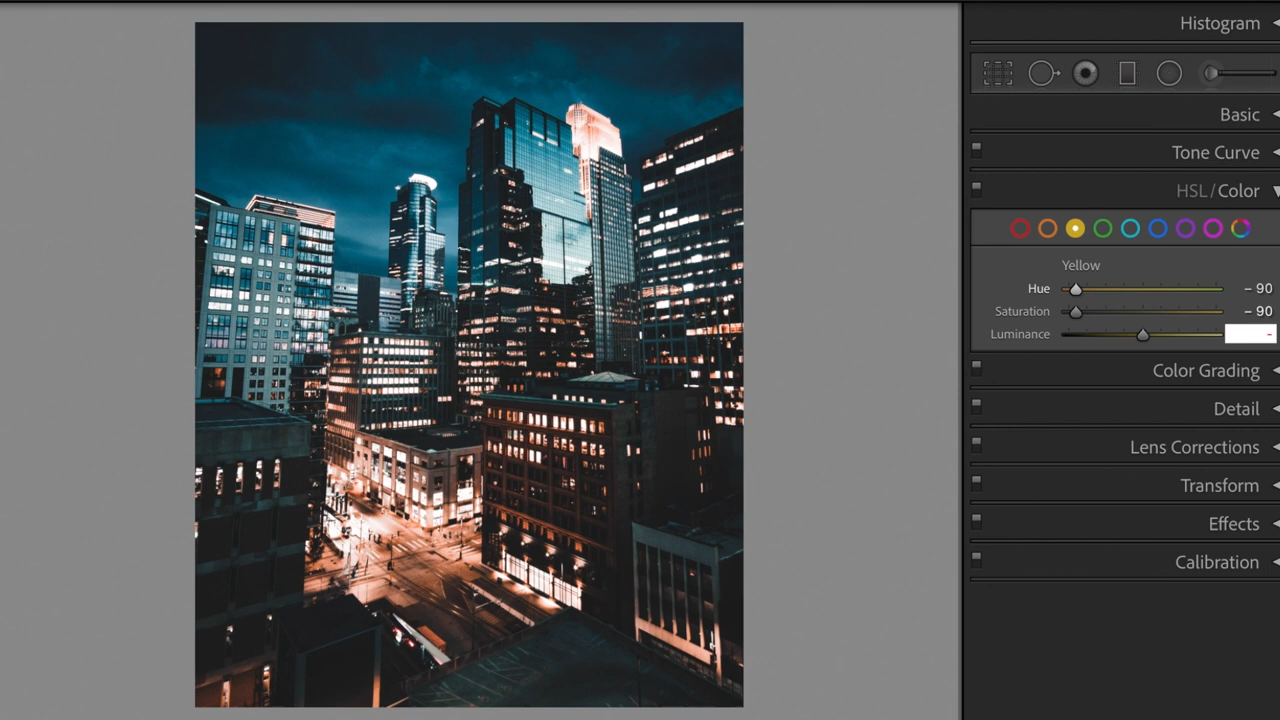 Histogram
Basic
Tone Curve
HSL / Color
Yellow
Hue – 90
Saturation – 90
Luminance -
Color Grading
Detail
Lens Corrections
Transform
Effects
Calibration